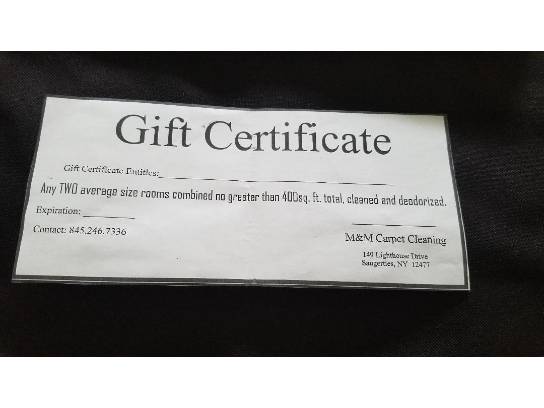 Gift Certificate
Gift Certificate Entitles:
Any TWO average size rooms combined no greater than 400sq. ft. total, cleaned and deodorized.
Expiration:
Contact: 845.246.7336
M&M Carpet Cleaning
149 Lighthouse Drive
Saugerties, NY 12477